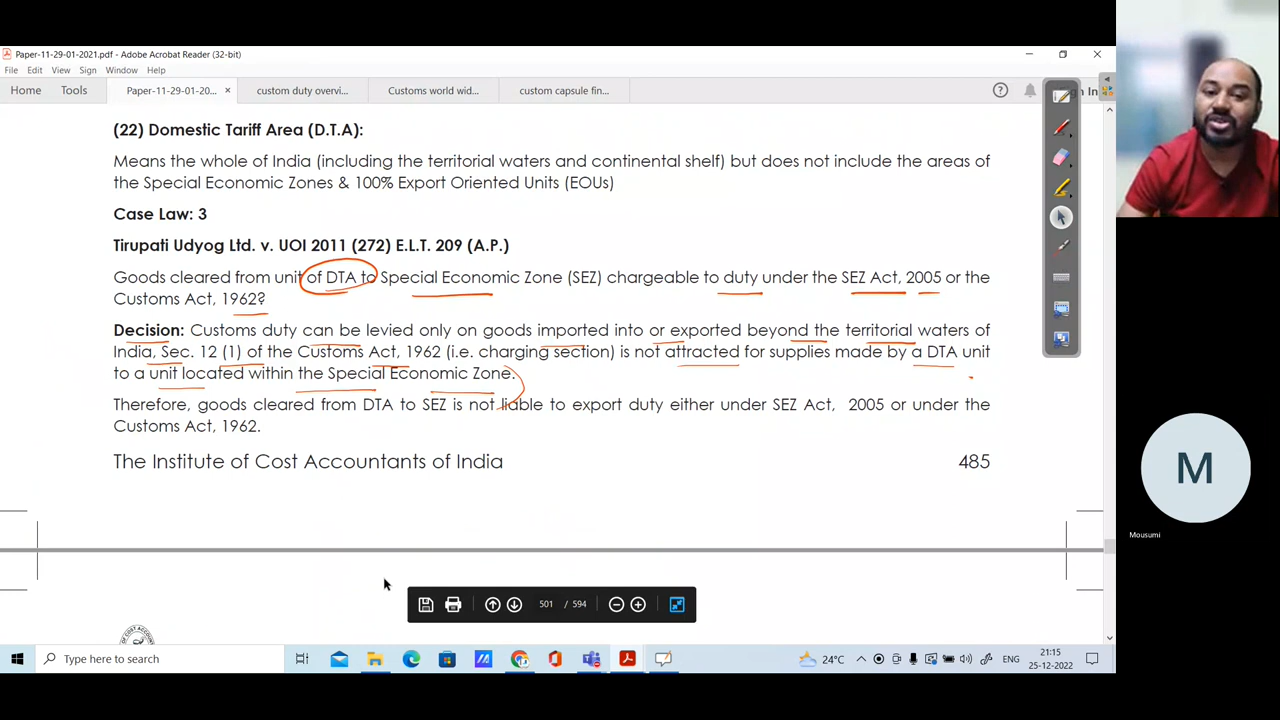 Paper-11-29-01-2021.pdf - Adobe Acrobat Reader (32-bit)
File Edit View Sign Window Help
Home Tools Paper-11-29-01-20... × custom duty overvi... Customs world wid... custom capsule fin... Sign In
(22) Domestic Tariff Area (D.T.A):
Means the whole of India (including the territorial waters and continental shelf) but does not include the areas of
the Special Economic Zones & 100% Export Oriented Units (EOUs)
Case Law: 3
Tirupati Udyog Ltd. v. UOI 2011 (272) E.L.T. 209 (A.P.)
Goods cleared from unit of DTA to Special Economic Zone (SEZ) chargeable to duty under the SEZ Act, 2005 or the
Customs Act, 1962?
Decision: Customs duty can be levied only on goods imported into or exported beyond the territorial waters of
India, Sec. 12 (1) of the Customs Act, 1962 (i.e. charging section) is not attracted for supplies made by a DTA unit
to a unit located within the Special Economic Zone.
Therefore, goods cleared from DTA to SEZ is not liable to export duty either under SEZ Act, 2005 or under the
Customs Act, 1962.
The Institute of Cost Accountants of India 485
M
Mousumi
501 / 594
Type here to search
24°C ENG 21:15
25-12-2022